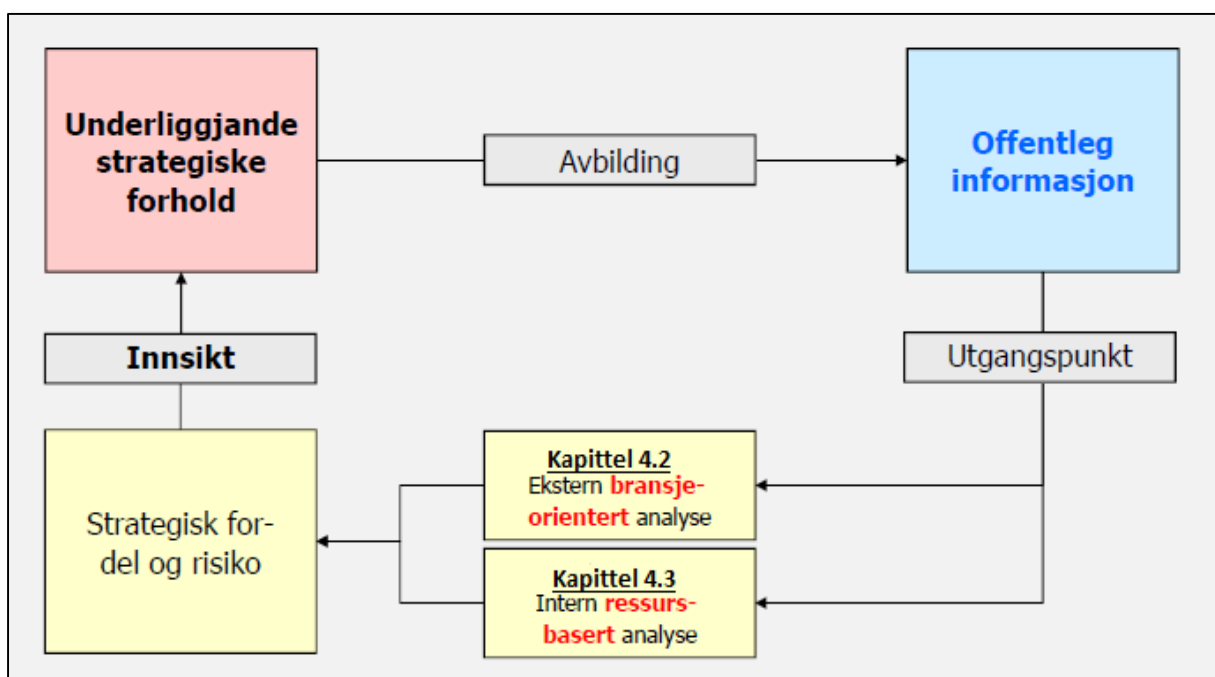 Underliggjande
strategiske
forhold
Avbilding
Offentleg
informasjon
Innsikt
Utgangspunkt
Strategisk for-
del og risiko
Kapittel 4.2
Ekstern bransje-
orientert analyse
Kapittel 4.3
Intern ressurs-
basert analyse